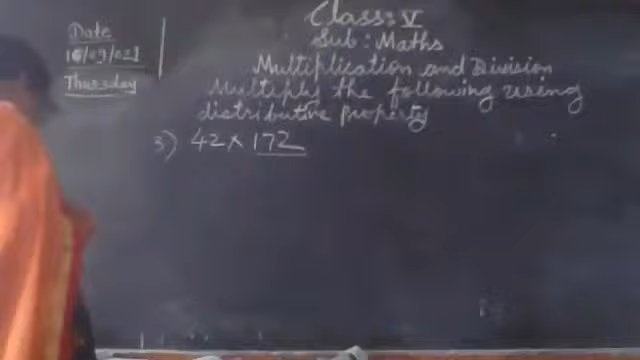 Date
16/09/021
Thursday
Class: V
Sub: Maths
Multiplication and Division
Multiply the following using
distributive property
3) 42 x 172